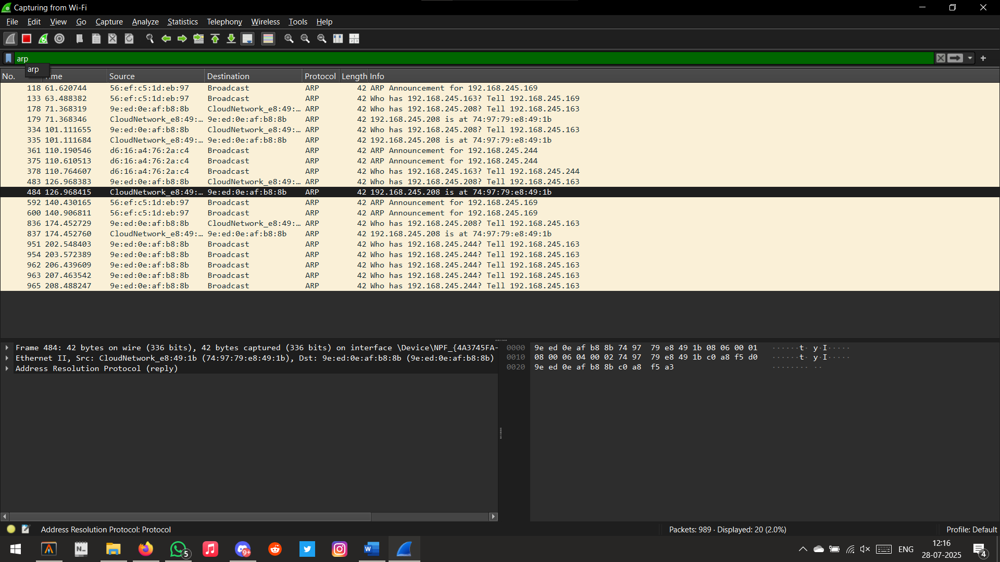 Capturing from Wi-Fi
File Edit View Go Capture Analyze Statistics Telephony Wireless Tools Help
arp
arp
No. Time Source Destination Protocol Length Info
118 61.620744 56:ef:c5:1d:eb:97 Broadcast ARP 42 ARP Announcement for 192.168.245.169
133 63.488382 56:ef:c5:1d:eb:97 Broadcast ARP 42 Who has 192.168.245.163? Tell 192.168.245.169
178 71.368319 9e:ed:0e:af:b8:8b CloudNetwork_e8:49:… ARP 42 Who has 192.168.245.208? Tell 192.168.245.163
179 71.368346 CloudNetwork_e8:49:… 9e:ed:0e:af:b8:8b ARP 42 192.168.245.208 is at 74:97:79:e8:49:1b
334 101.111655 9e:ed:0e:af:b8:8b CloudNetwork_e8:49:… ARP 42 Who has 192.168.245.208? Tell 192.168.245.163
335 101.111684 CloudNetwork_e8:49:… 9e:ed:0e:af:b8:8b ARP 42 192.168.245.208 is at 74:97:79:e8:49:1b
361 110.190546 d6:16:a4:76:2a:c4 Broadcast ARP 42 ARP Announcement for 192.168.245.244
375 110.610513 d6:16:a4:76:2a:c4 Broadcast ARP 42 ARP Announcement for 192.168.245.244
378 110.764607 d6:16:a4:76:2a:c4 Broadcast ARP 42 Who has 192.168.245.163? Tell 192.168.245.244
483 126.968383 9e:ed:0e:af:b8:8b CloudNetwork_e8:49:… ARP 42 Who has 192.168.245.208? Tell 192.168.245.163
484 126.968415 CloudNetwork_e8:49:… 9e:ed:0e:af:b8:8b ARP 42 192.168.245.208 is at 74:97:79:e8:49:1b
592 140.430165 56:ef:c5:1d:eb:97 Broadcast ARP 42 ARP Announcement for 192.168.245.169
600 140.906811 56:ef:c5:1d:eb:97 Broadcast ARP 42 ARP Announcement for 192.168.245.169
836 174.452729 9e:ed:0e:af:b8:8b CloudNetwork_e8:49:… ARP 42 Who has 192.168.245.208? Tell 192.168.245.163
837 174.452760 CloudNetwork_e8:49:… 9e:ed:0e:af:b8:8b ARP 42 192.168.245.208 is at 74:97:79:e8:49:1b
951 202.548403 9e:ed:0e:af:b8:8b Broadcast ARP 42 Who has 192.168.245.244? Tell 192.168.245.163
954 203.572389 9e:ed:0e:af:b8:8b Broadcast ARP 42 Who has 192.168.245.244? Tell 192.168.245.163
962 206.439609 9e:ed:0e:af:b8:8b Broadcast ARP 42 Who has 192.168.245.244? Tell 192.168.245.163
963 207.463542 9e:ed:0e:af:b8:8b Broadcast ARP 42 Who has 192.168.245.244? Tell 192.168.245.163
965 208.488247 9e:ed:0e:af:b8:8b Broadcast ARP 42 Who has 192.168.245.244? Tell 192.168.245.163
Frame 484: 42 bytes on wire (336 bits), 42 bytes captured (336 bits) on interface \Device\NPF_{4A3745FA-
Ethernet II, Src: CloudNetwork_e8:49:1b (74:97:79:e8:49:1b), Dst: 9e:ed:0e:af:b8:8b (9e:ed:0e:af:b8:8b)
Address Resolution Protocol (reply)
0000 9e ed 0e af b8 8b 74 97 79 e8 49 1b 08 06 00 01 ······t· y·I·····
0010 08 00 06 04 00 02 74 97 79 e8 49 1b c0 a8 f5 d0 ······t· y·I·····
0020 9e ed 0e af b8 8b c0 a8 f5 a3 ········ ··
Address Resolution Protocol: Protocol
Packets: 989 · Displayed: 20 (2.0%)
Profile: Default
N_
5
9+
W
ENG
12:16
28-07-2025
4